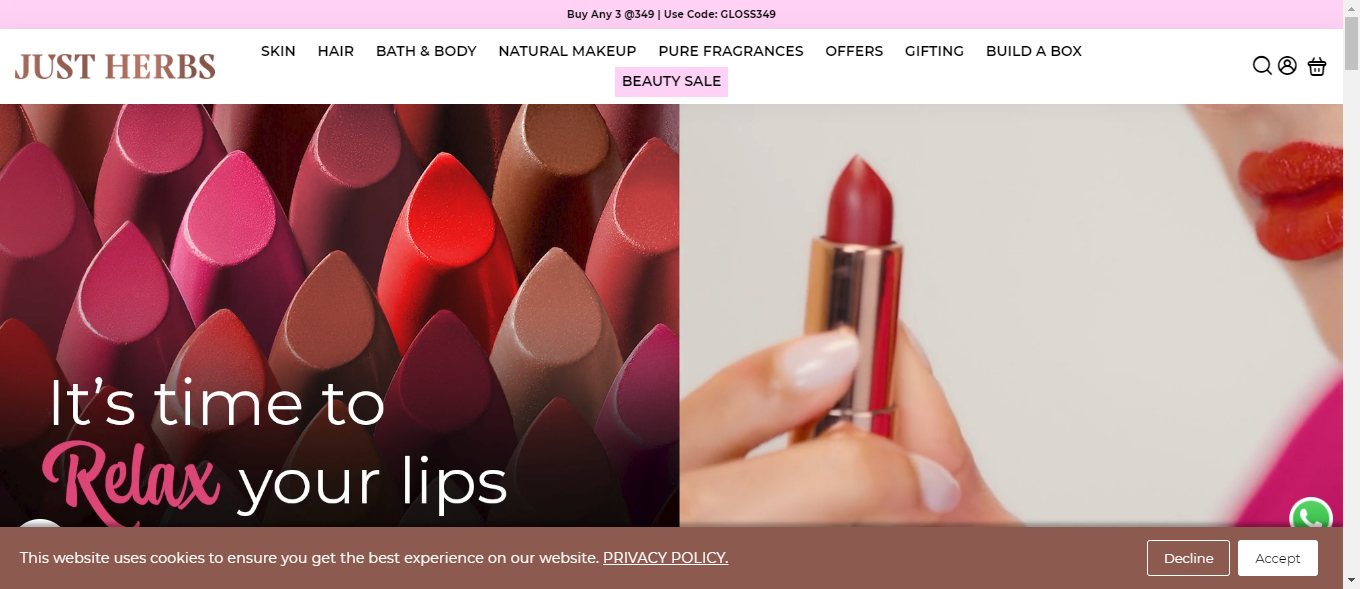 Buy Any 3 @349 | Use Code: GLOSS349
JUST HERBS
SKIN HAIR BATH & BODY NATURAL MAKEUP PURE FRAGRANCES OFFERS GIFTING BUILD A BOX
BEAUTY SALE
It's time to
Relax your lips
This website uses cookies to ensure you get the best experience on our website. PRIVACY POLICY.
Decline
Accept